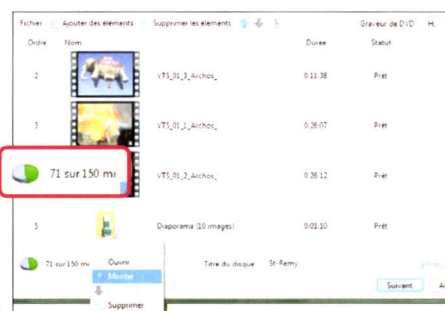 Fichier Ajouter des éléments Supprimer les éléments Graveur de DVD H:
Ordre Nom Durée Statut
2 VTS_01_3_Archos_ 0:11:38 Prêt
3 VTS_01_1_Archos_ 0:26:07 Prêt
71 sur 150 mi
VTS_01_2_Archos_ 0:26:12 Prêt
5 Diaporama (10 images) 0:01:10 Prêt
71 sur 150 mi Titre du disque St-Rémy
Ouvrir
Monter
Supprimer
Suivant